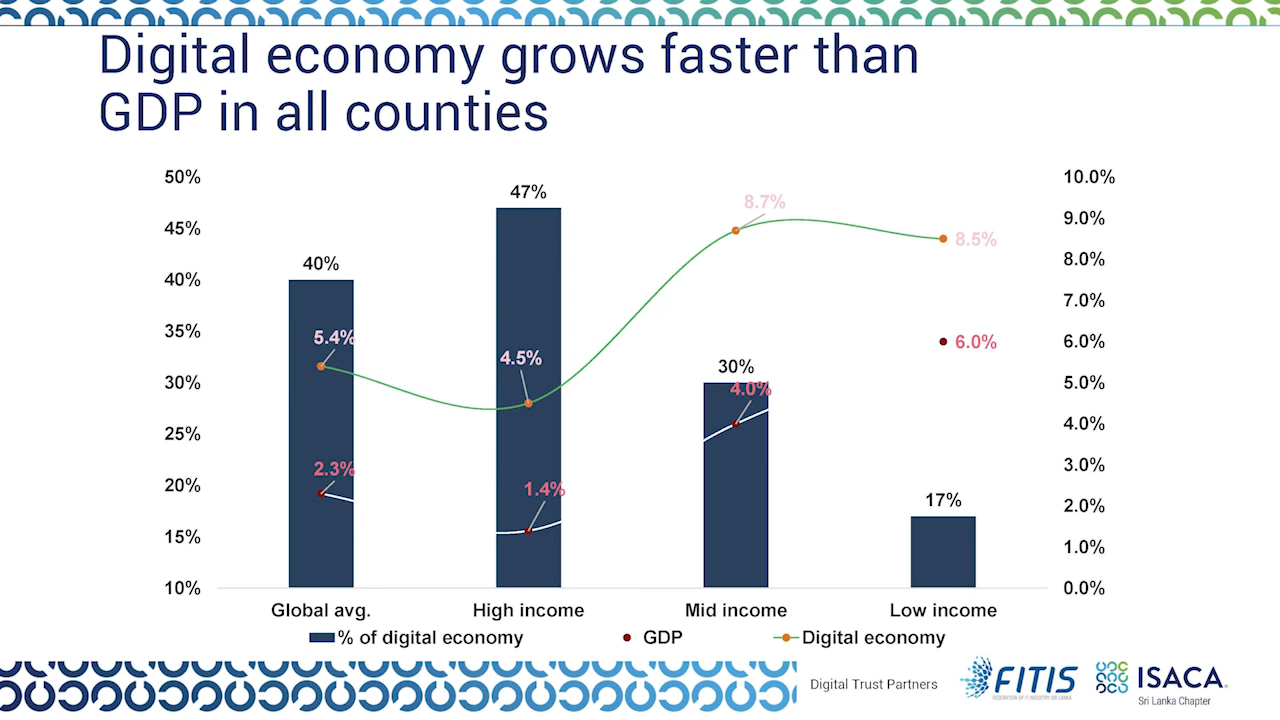 Digital economy grows faster than
GDP in all counties
50%
45%
40%
35%
30%
25%
20%
15%
10%
10.0%
9.0%
8.0%
7.0%
6.0%
5.0%
4.0%
3.0%
2.0%
1.0%
0.0%
40%
47%
30%
17%
5.4%
4.5%
8.7%
8.5%
2.3%
1.4%
4.0%
6.0%
Global avg.
High income
Mid income
Low income
% of digital economy
GDP
Digital economy
Digital Trust Partners
FITIS
FEDERATION OF IT INDUSTRY SRI LANKA
ISACA
Sri Lanka Chapter